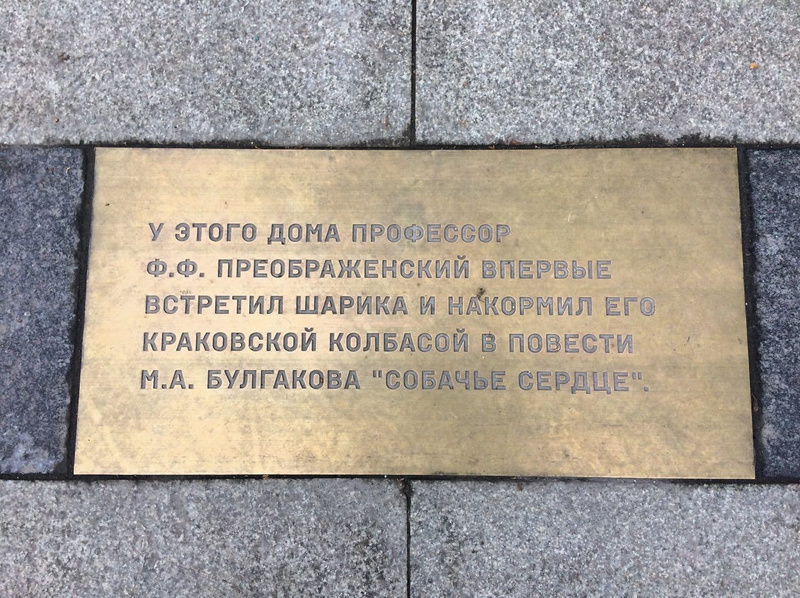 У ЭТОГО ДОМА ПРОФЕССОР
Ф.Ф. ПРЕОБРАЖЕНСКИЙ ВПЕРВЫЕ
ВСТРЕТИЛ ШАРИКА И НАКОРМИЛ ЕГО
КРАКОВСКОЙ КОЛБАСОЙ В ПОВЕСТИ
М.А. БУЛГАКОВА "СОБАЧЬЕ СЕРДЦЕ".